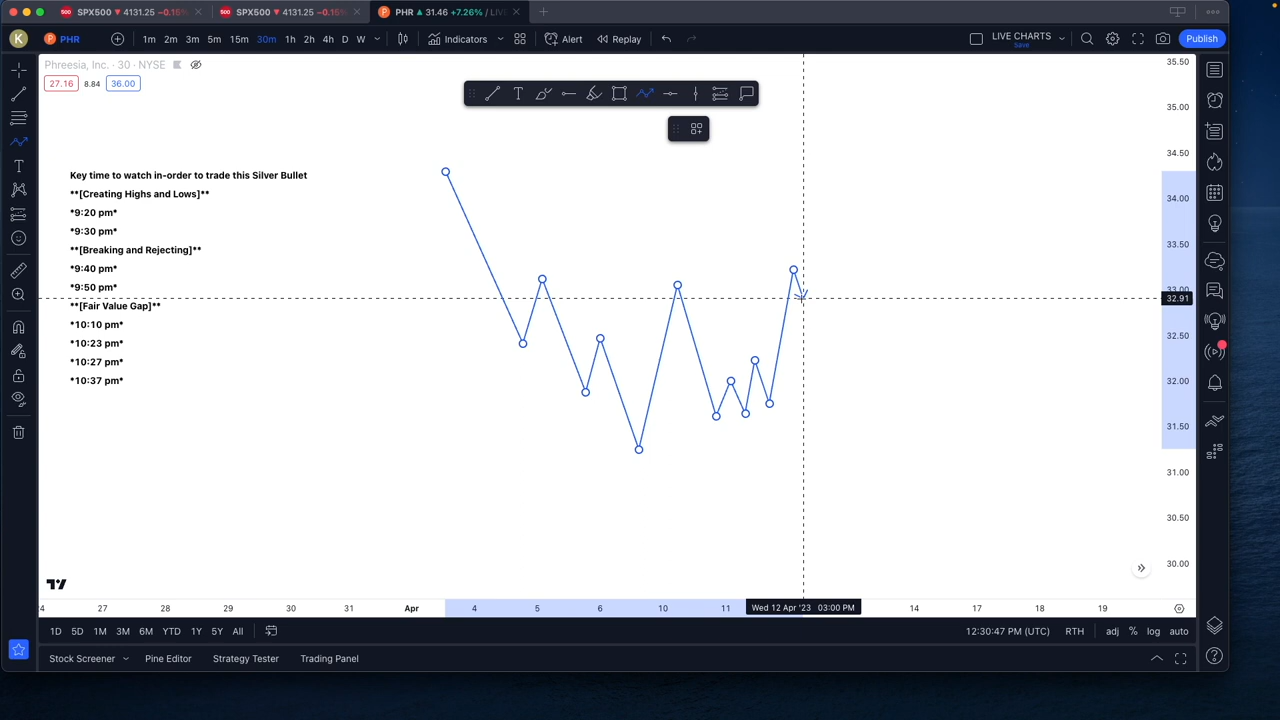 SPX500 ▼ 4131.25 −0.15%
SPX500 ▼ 4131.25 −0.15%
PHR ▲ 31.46 +7.26% / LIV
K
PHR
1m 2m 3m 5m 15m 30m 1h 2h 4h D W
Indicators
Alert
Replay
LIVE CHARTS
Save
Publish
Phreesia, Inc. · 30 · NYSE
27.16 8.84 36.00
Key time to watch in-order to trade this Silver Bullet
**[Creating Highs and Lows]**
*9:20 pm*
*9:30 pm*
**[Breaking and Rejecting]**
*9:40 pm*
*9:50 pm*
**[Fair Value Gap]**
*10:10 pm*
*10:23 pm*
*10:27 pm*
*10:37 pm*
35.50
35.00
34.50
34.00
33.50
33.00
32.91
32.50
32.00
31.50
31.00
30.50
30.00
4 27 28 29 30 31 Apr 4 5 6 10 11 Wed 12 Apr '23 03:00 PM 14 17 18 19
1D 5D 1M 3M 6M YTD 1Y 5Y All
12:30:47 PM (UTC) RTH adj % log auto
Stock Screener Pine Editor Strategy Tester Trading Panel